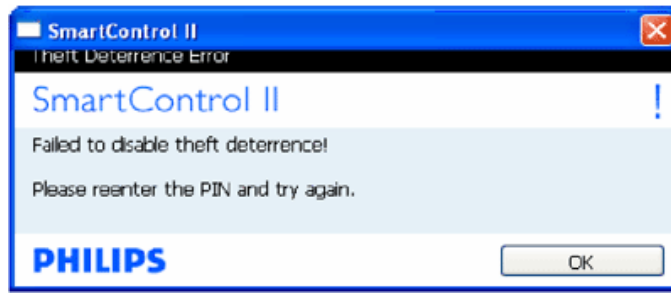 SmartControl II
Theft Deterrence Error
SmartControl II
!
Failed to disable theft deterrence!
Please reenter the PIN and try again.
PHILIPS
OK